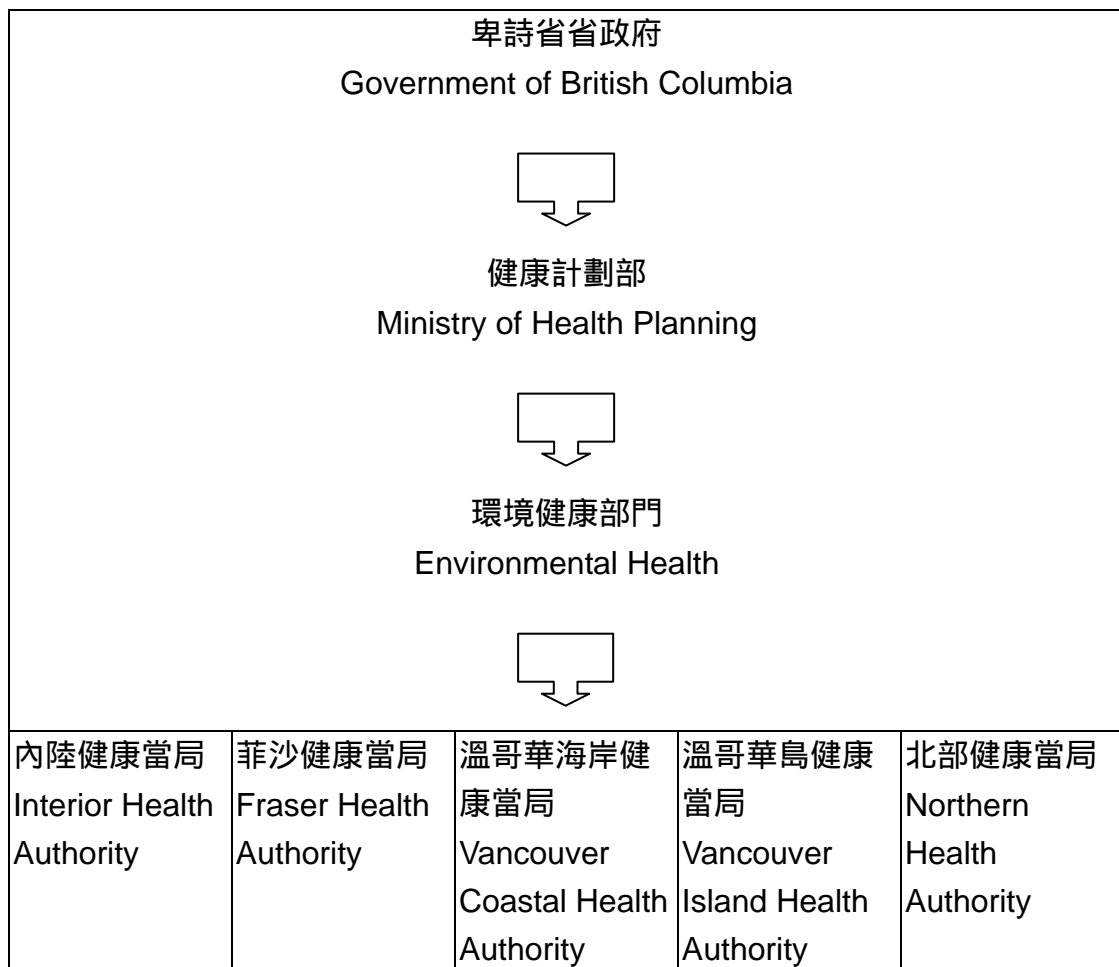 卑詩省省政府
Government of British Columbia
健康計劃部
Ministry of Health Planning
環境健康部門
Environmental Health
內陸健康當局
Interior Health
Authority
菲沙健康當局
Fraser Health
Authority
溫哥華海岸健
康當局
Vancouver
Coastal Health
Authority
溫哥華島健康
當局
Vancouver
Island Health
Authority
北部健康當局
Northern
Health
Authority